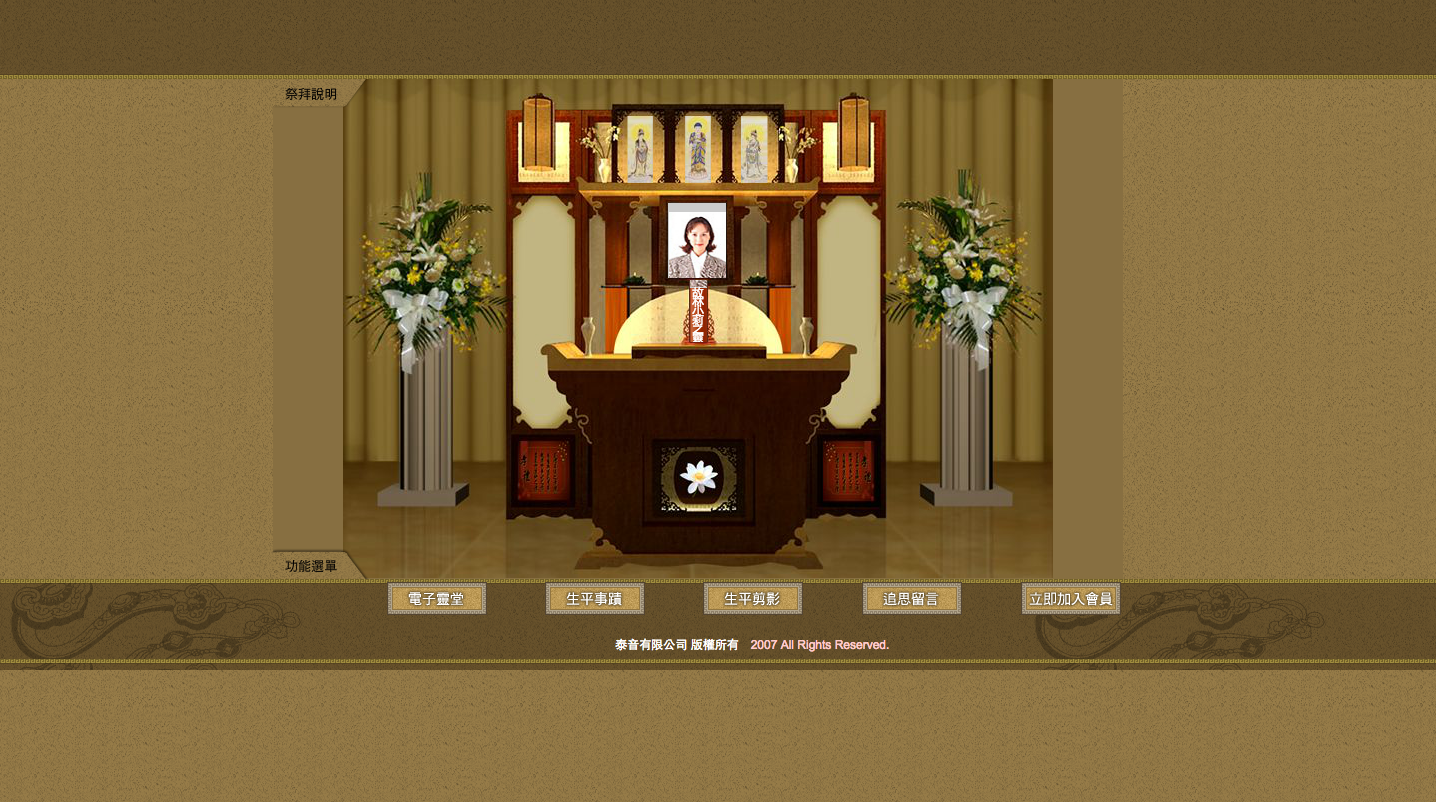 祭拜說明
功能選單
電子靈堂
生平事蹟
生平剪影
追思留言
立即加入會員
泰音有限公司 版權所有 2007 All Rights Reserved.